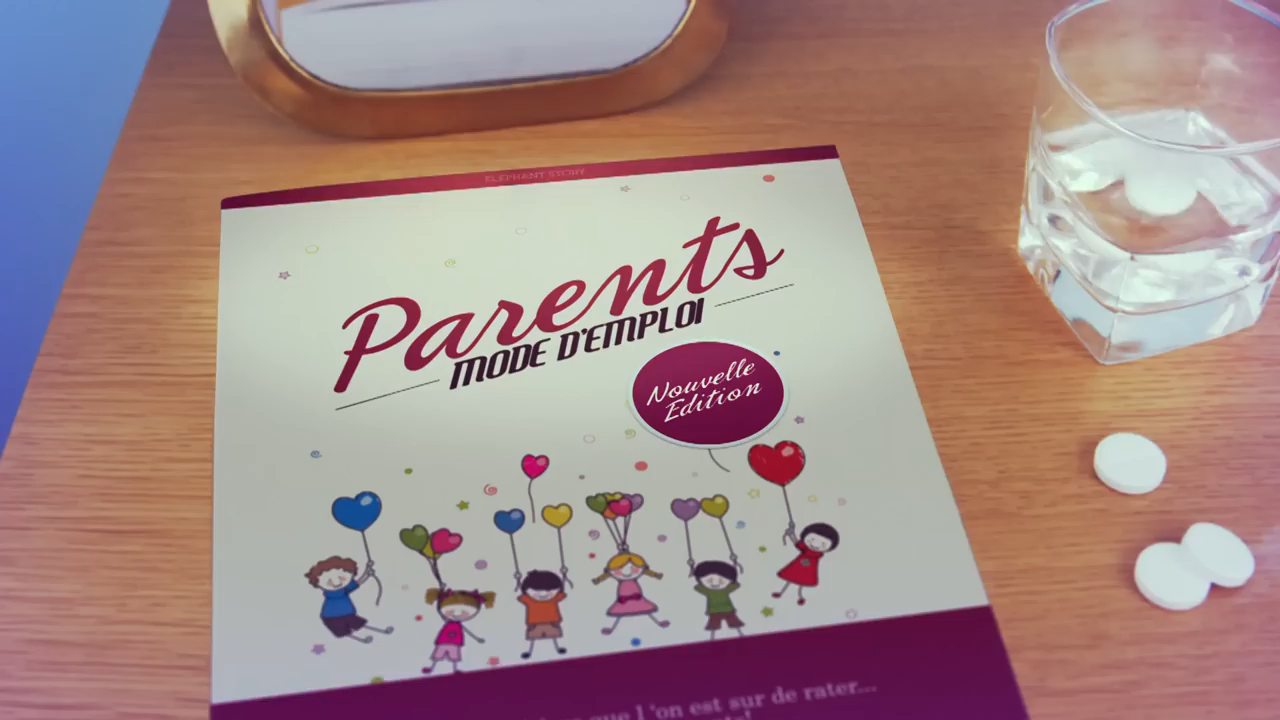 ELEPHANT STORY
Parents
MODE D'EMPLOI
Nouvelle
Edition
que l'on est sur de rater...